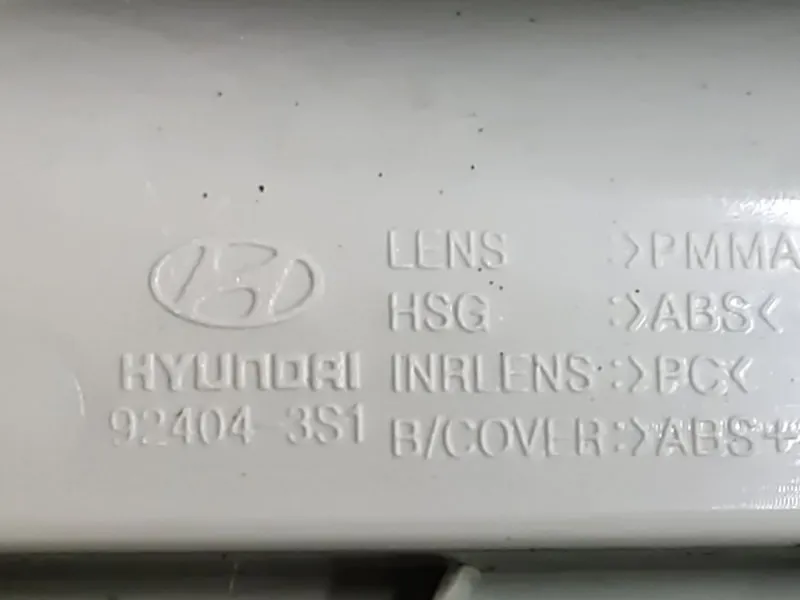 LENS :>PMMA
HSG :>ABS<
HYUNDAI INRLENS:>PC<
92404-3S1 B/COVER:>ABS+